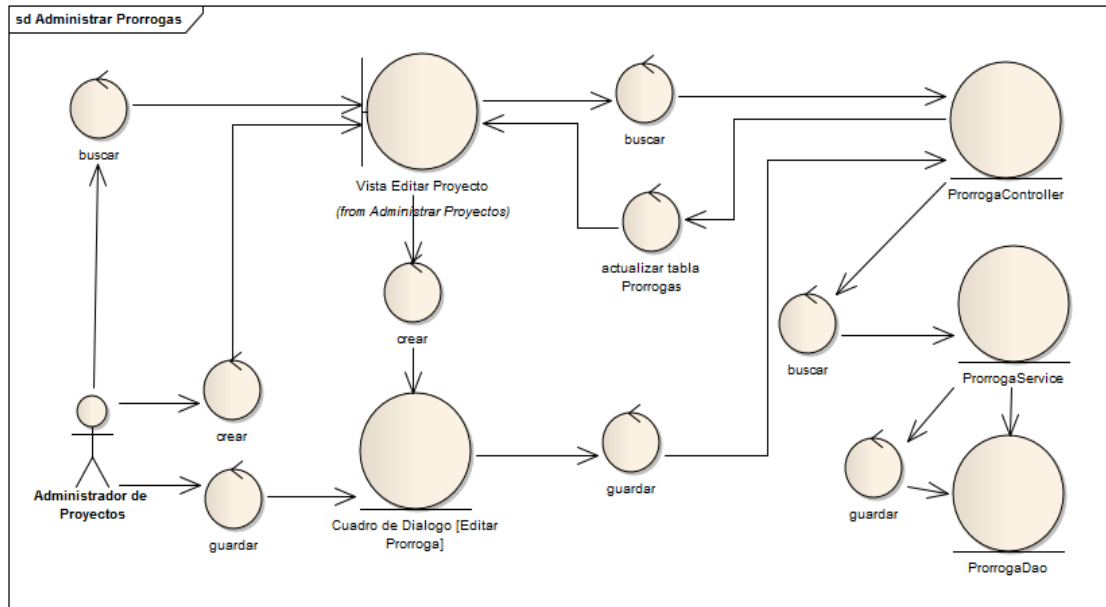 sd Administrar Prorrogas
buscar
Vista Editar Proyecto
(from Administrar Proyectos)
buscar
ProrrogaController
actualizar tabla
Prorrogas
crear
buscar
ProrrogaService
crear
Administrador de
Proyectos
guardar
Cuadro de Dialogo [Editar
Prorroga]
guardar
guardar
ProrrogaDao